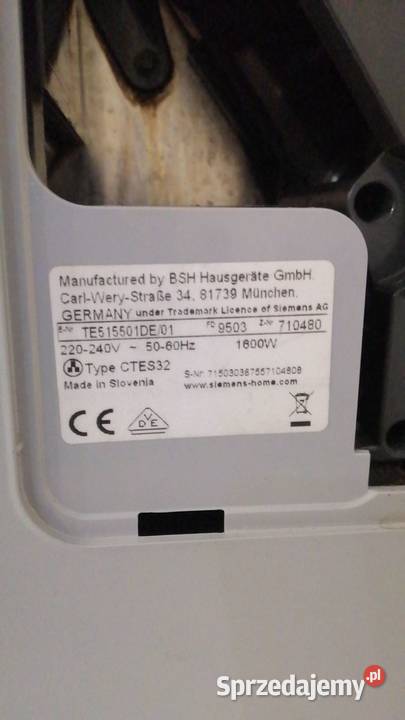 Manufactured by BSH Hausgeräte GmbH.
Carl-Wery-Straße 34, 81739 München.
GERMANY under Trademark Licence of Siemens AG
E-Nr TE515501DE/01 FD 9503 Z-Nr 710480
220-240V ~ 50-60Hz 1600W
Type CTES32 S-Nr. 715030367557104808
Made in Slovenia www.siemens-home.com
CE VDE
Sprzedajemy.pl